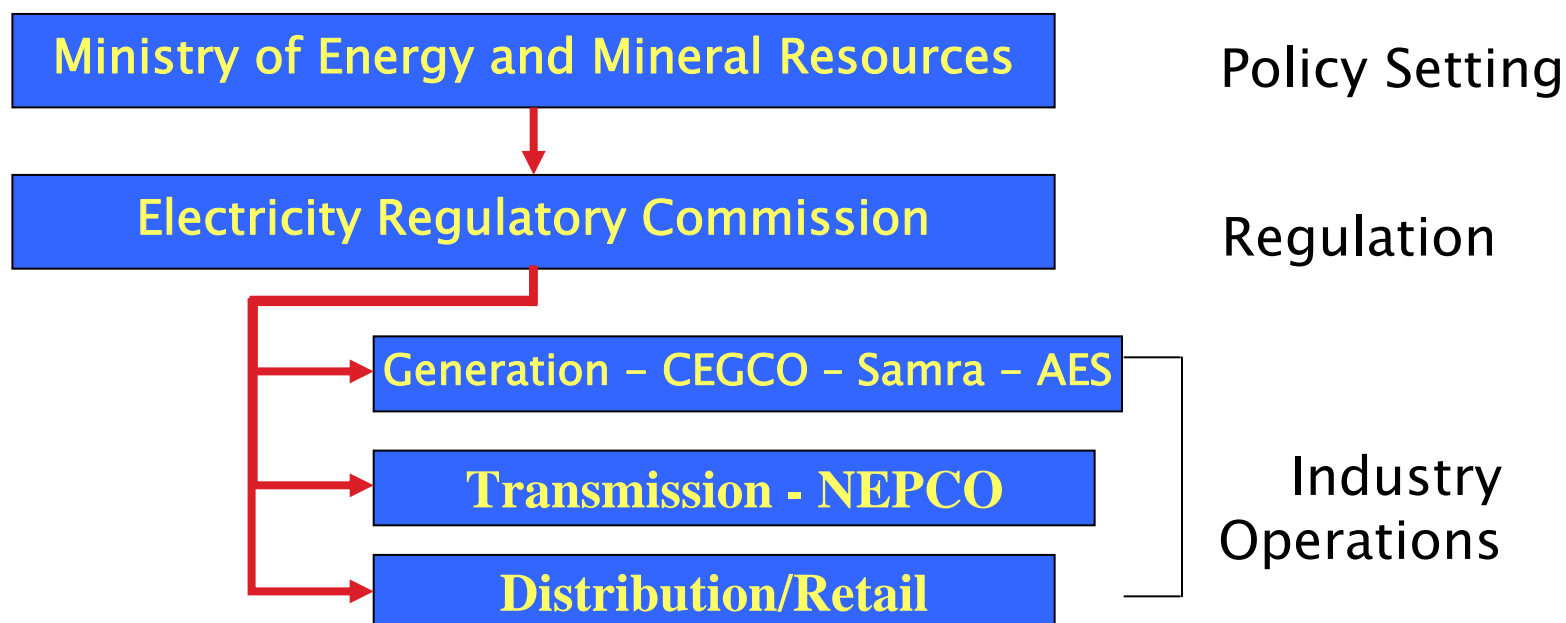 Ministry of Energy and Mineral Resources
Policy Setting
Electricity Regulatory Commission
Regulation
Generation – CEGCO – Samra – AES
Transmission - NEPCO
Industry
Operations
Distribution/Retail